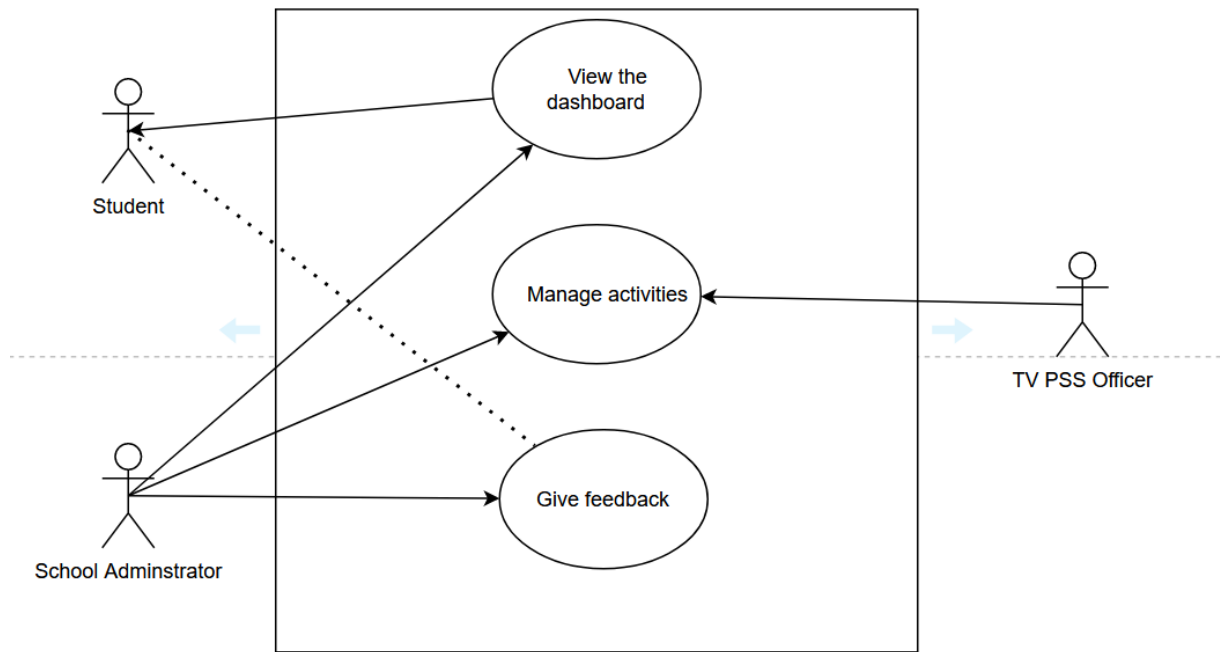 View the
dashboard
Student
Manage activities
TV PSS Officer
Give feedback
School Adminstrator